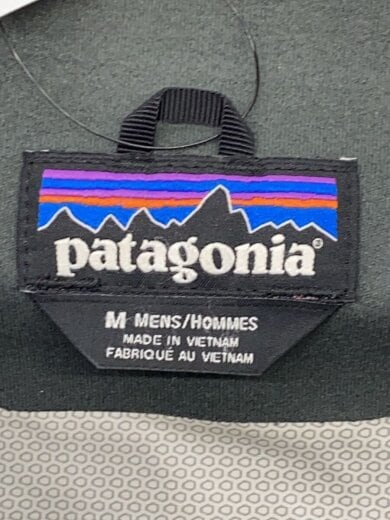 patagonia®
M MENS/HOMMES
MADE IN VIETNAM
FABRIQUÉ AU VIETNAM